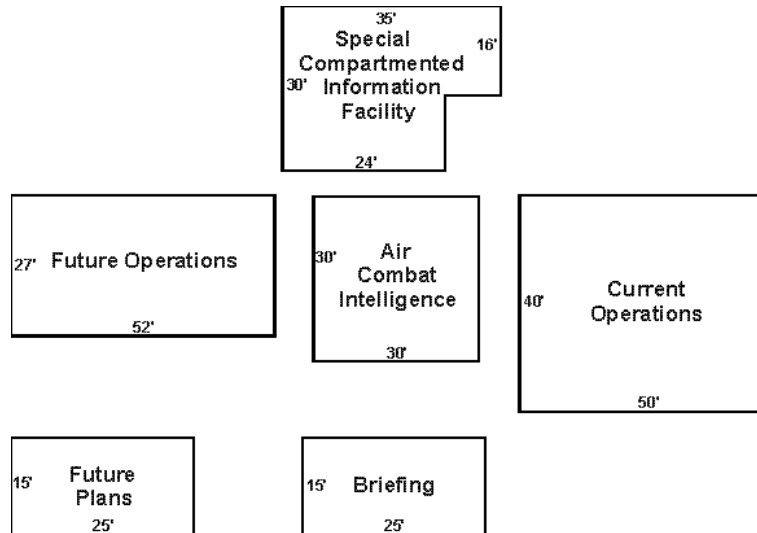 35'
16'
Special
Compartmented
Information
Facility
30'
24'
27'
Future Operations
52'
30'
Air
Combat
Intelligence
30'
40'
Current
Operations
50'
15'
Future
Plans
25'
15'
Briefing
25'